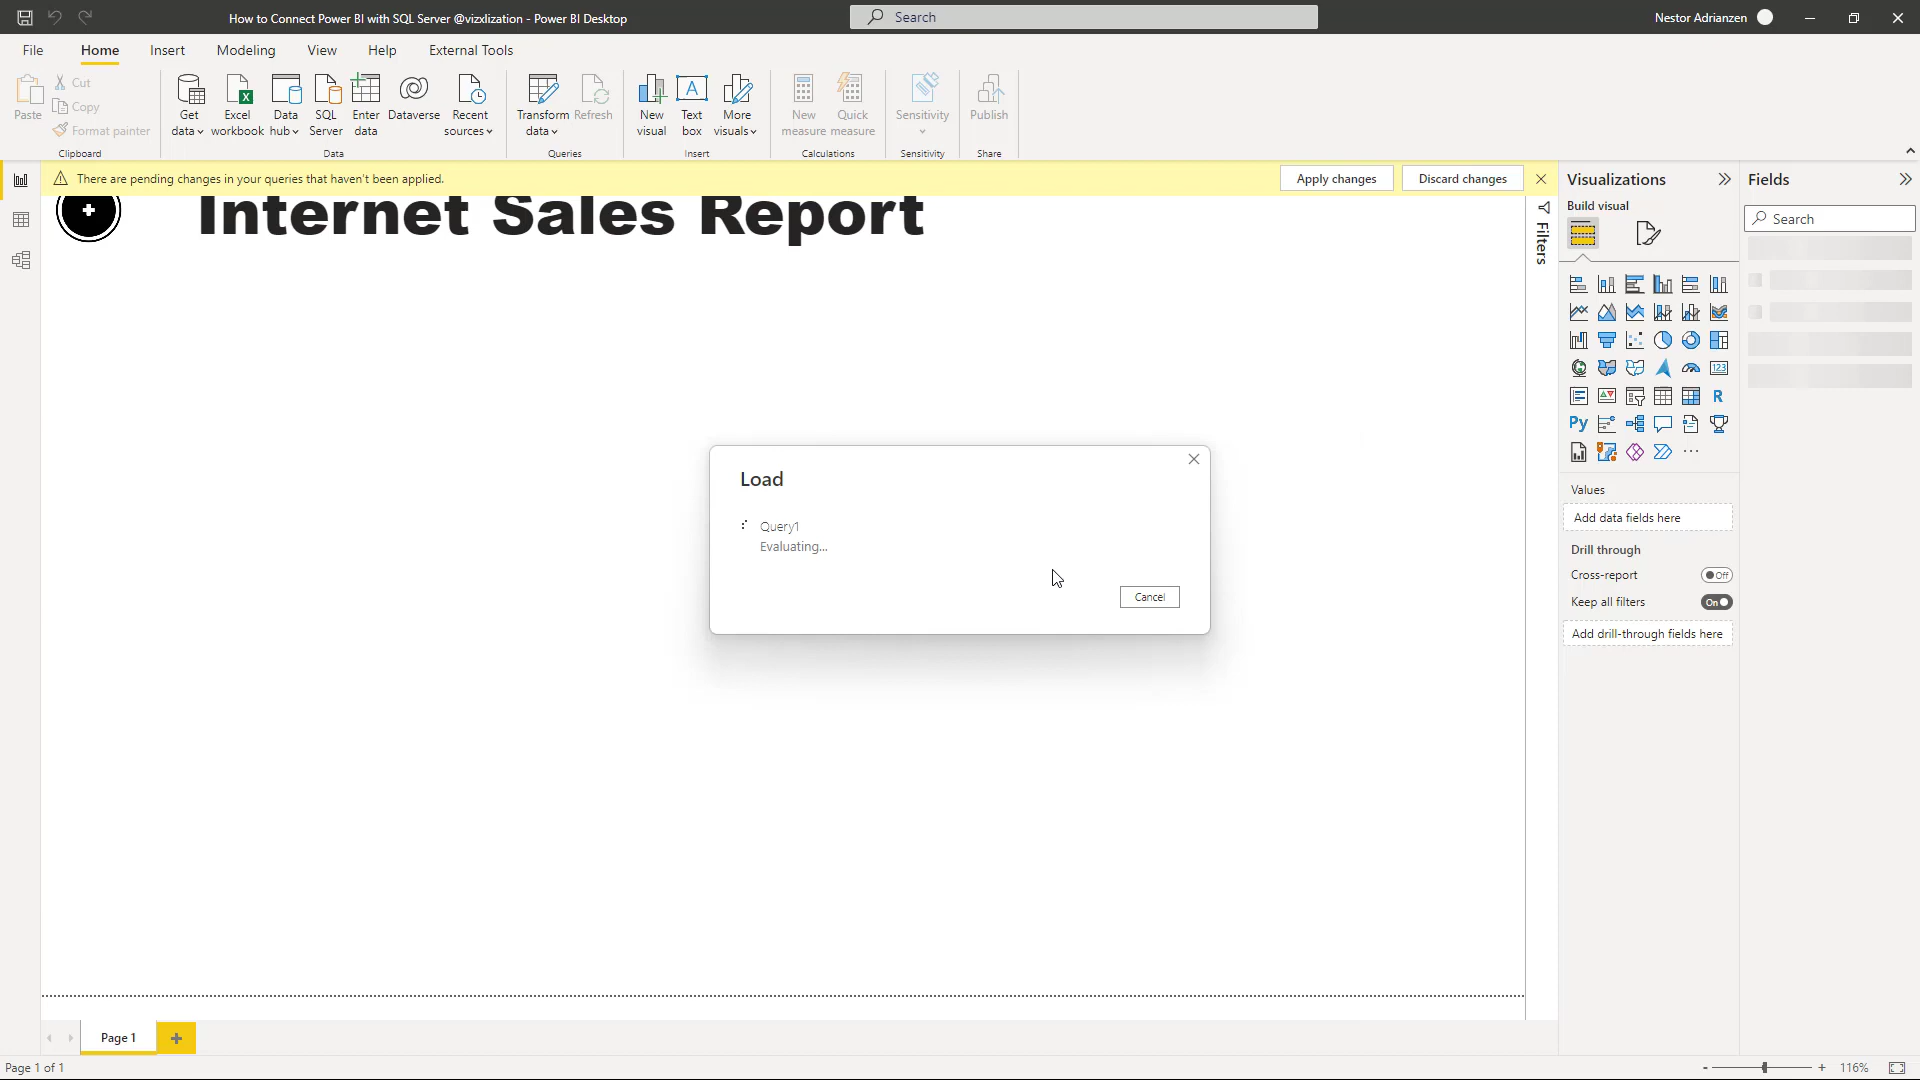 How to Connect Power BI with SQL Server @vizxlization - Power BI Desktop
Search
Nestor Adrianzen
File
Home
Insert
Modeling
View
Help
External Tools
Paste
Cut
Copy
Format painter
Clipboard
Get data
Excel workbook
Data hub
SQL Server
Enter data
Dataverse
Recent sources
Data
Transform data
Refresh
Queries
New visual
Text box
More visuals
Insert
New measure
Quick measure
Calculations
Sensitivity
Sensitivity
Publish
Share
There are pending changes in your queries that haven't been applied.
Apply changes
Discard changes
Internet Sales Report
Filters
Visualizations
Build visual
123
R
Py
Values
Add data fields here
Drill through
Cross-report
Off
Keep all filters
On
Add drill-through fields here
Fields
Search
Load
Query1
Evaluating...
Cancel
Page 1
Page 1 of 1
116%